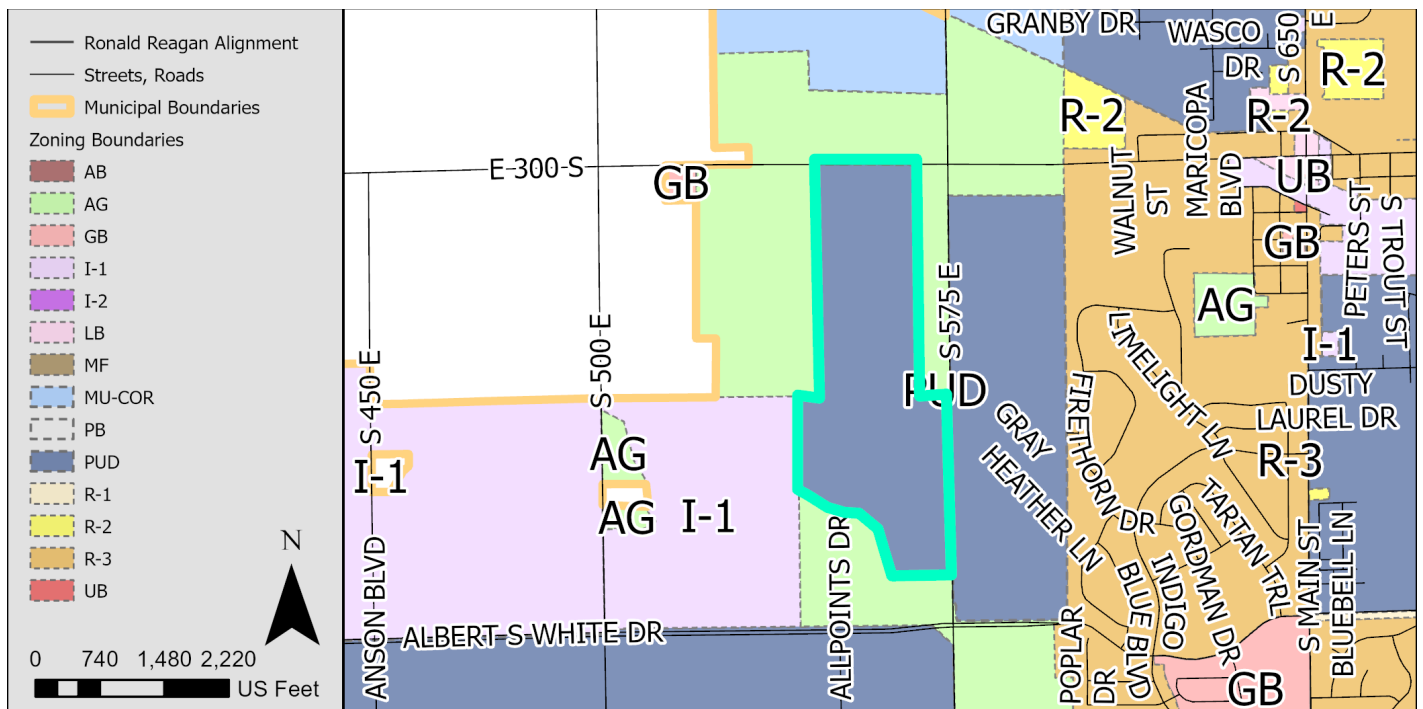 Ronald Reagan Alignment
Streets, Roads
Municipal Boundaries
Zoning Boundaries
AB
AG
GB
I-1
I-2
LB
MF
MU-COR
PB
PUD
R-1
R-2
R-3
UB
N
0 740 1,480 2,220
US Feet
GRANBY DR
WASCO
DR
S 650
E
R-2
R-2
R-2
MARICOPA
BLVD
WALNUT
ST
E 300 S
GB
UB
GB
PETERS ST
S TROUT ST
AG
S 575 E
S 500 E
S 450 E
PUD
I-1
DUSTY
LAUREL DR
LIMELIGHT LN
FIRETHORN
DR
GRAY
HEATHER LN
R-3
I-1
AG
AG
I-1
TARTAN TRL
GORDMAN DR
INDIGO
BLUE BLVD
S MAIN ST
BLUEBELL LN
ANSON BLVD
ALBERT S WHITE DR
ALLPOINTS DR
POPLAR
DR
GB